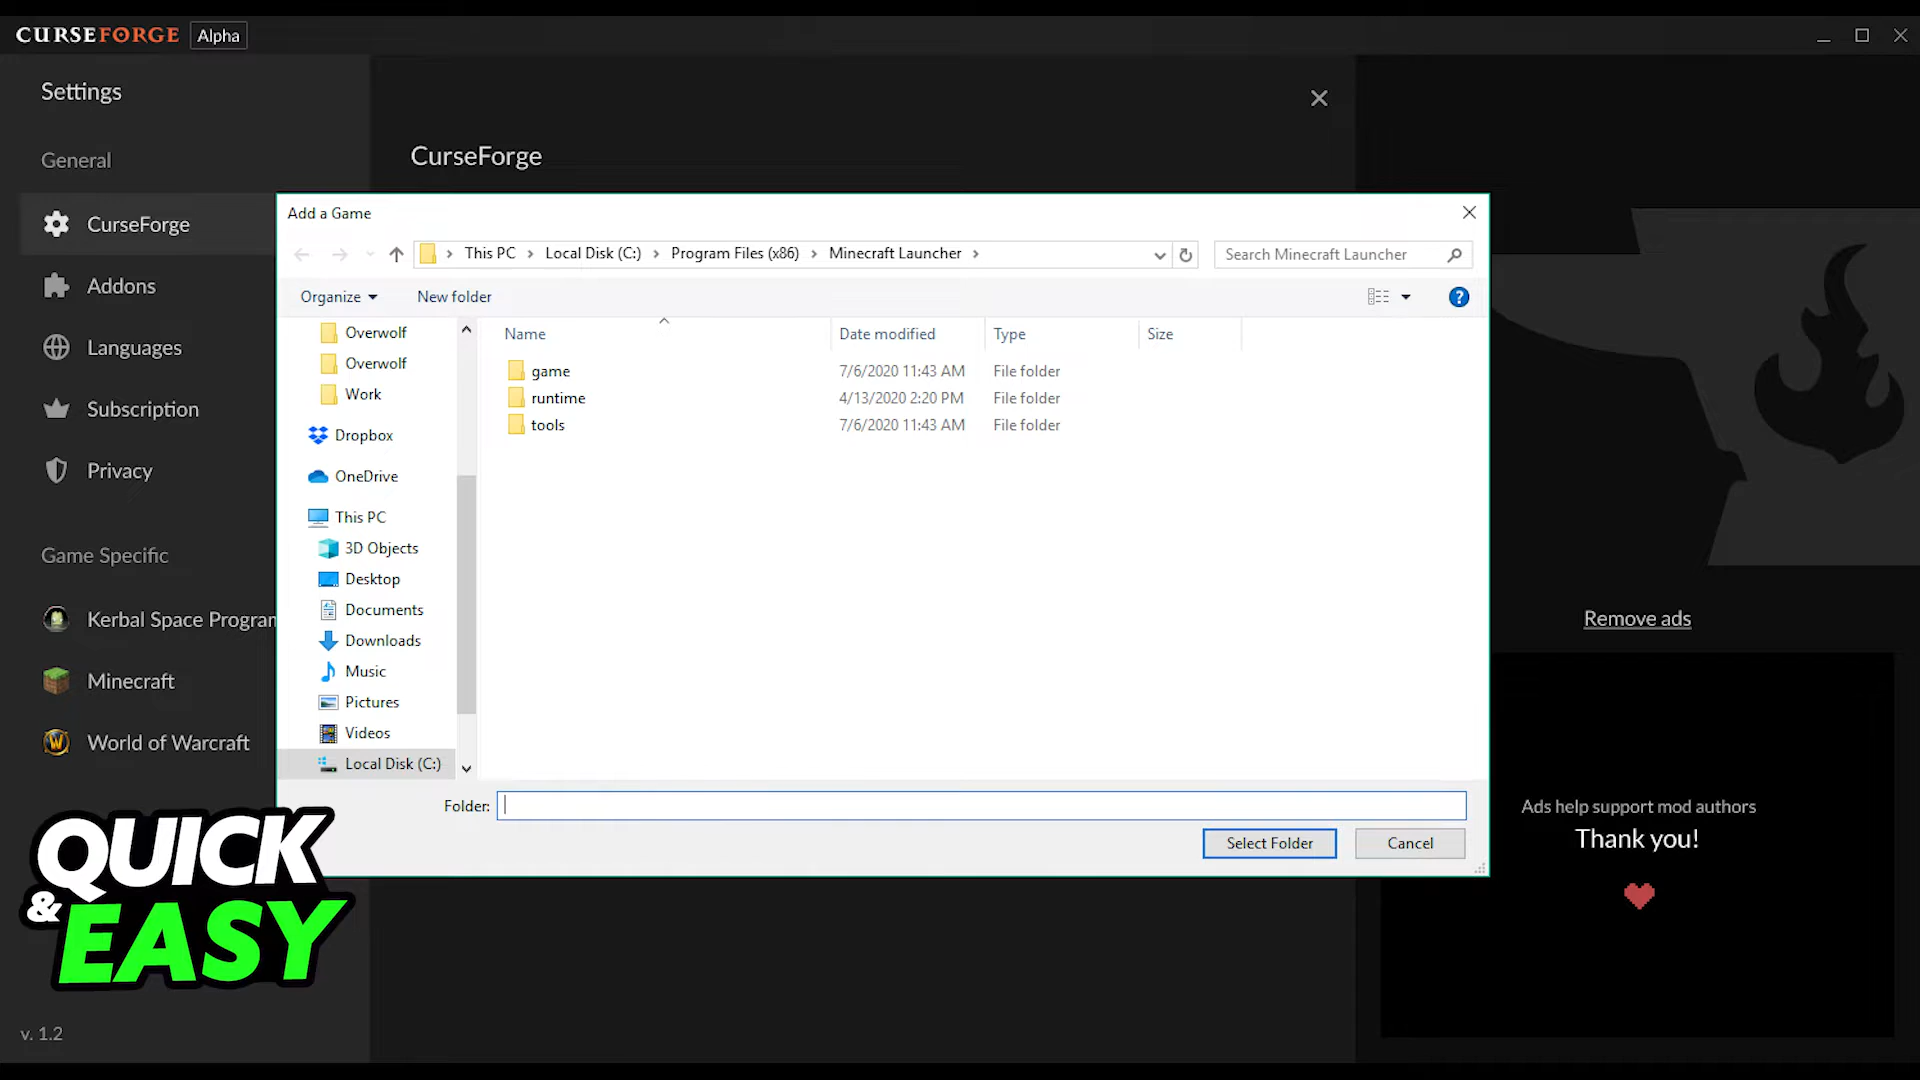 CURSEFORGE Alpha
Settings
General
CurseForge
Addons
Languages
Subscription
Privacy
Game Specific
Kerbal Space Program
Minecraft
World of Warcraft
v. 1.2
CurseForge
Add a Game
This PC > Local Disk (C:) > Program Files (x86) > Minecraft Launcher >
Search Minecraft Launcher
Organize New folder
?
Overwolf
Overwolf
Work
Dropbox
OneDrive
This PC
3D Objects
Desktop
Documents
Downloads
Music
Pictures
Videos
Local Disk (C:)
Name Date modified Type Size
game 7/6/2020 11:43 AM File folder
runtime 4/13/2020 2:20 PM File folder
tools 7/6/2020 11:43 AM File folder
Folder:
Select Folder Cancel
Remove ads
Ads help support mod authors
Thank you!
QUICK
& EASY